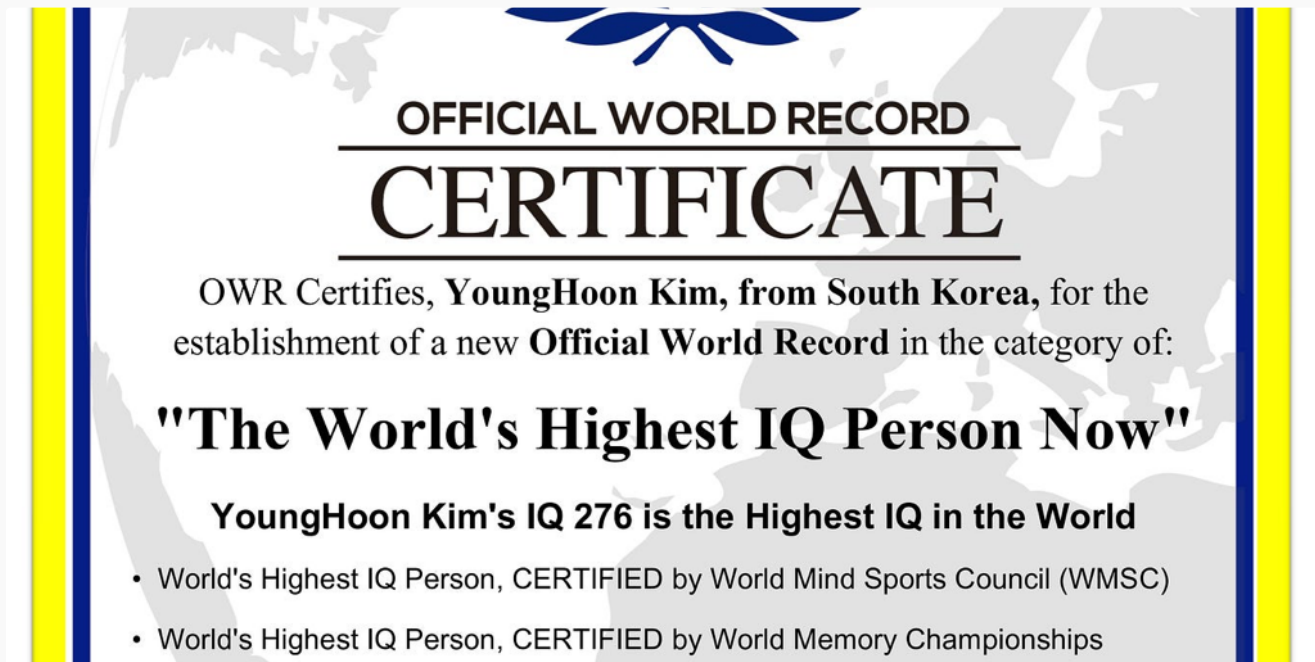 OFFICIAL WORLD RECORD
CERTIFICATE
OWR Certifies, YoungHoon Kim, from South Korea, for the
establishment of a new Official World Record in the category of:
"The World's Highest IQ Person Now"
YoungHoon Kim's IQ 276 is the Highest IQ in the World
• World's Highest IQ Person, CERTIFIED by World Mind Sports Council (WMSC)
• World's Highest IQ Person, CERTIFIED by World Memory Championships